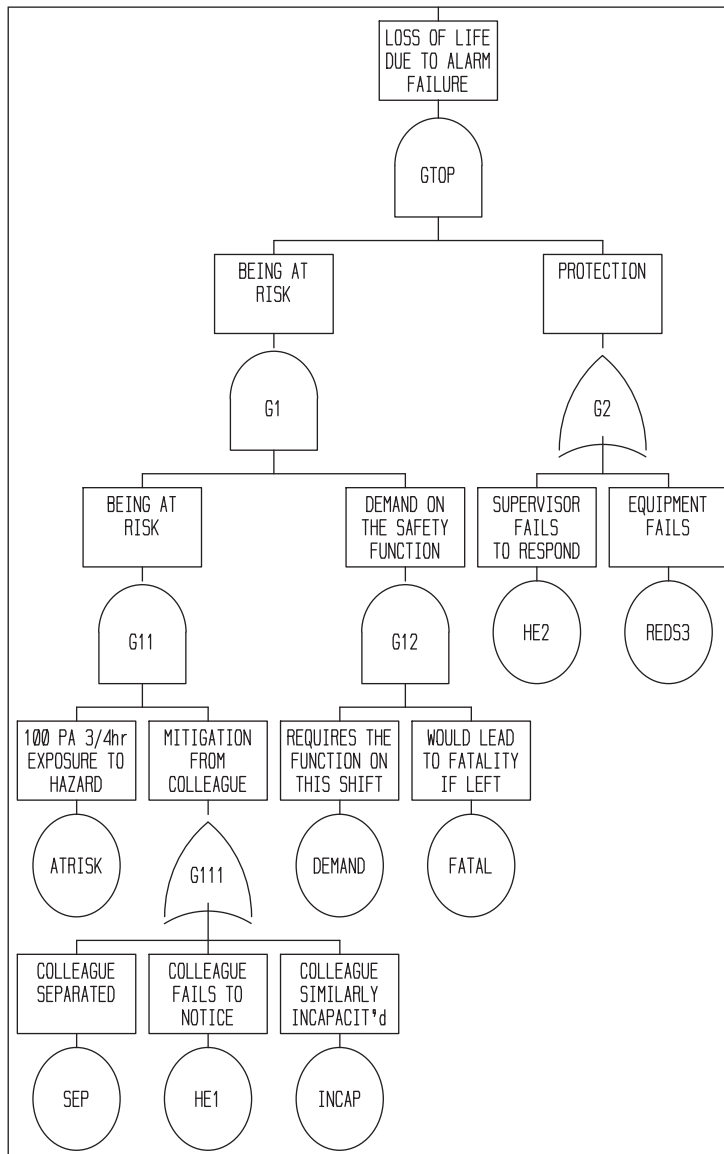 LOSS OF LIFE
DUE TO ALARM
FAILURE
GTOP
BEING AT
RISK
PROTECTION
G1
G2
BEING AT
RISK
DEMAND ON
THE SAFETY
FUNCTION
SUPERVISOR
FAILS
TO RESPOND
EQUIPMENT
FAILS
G11
G12
HE2
REDS3
100 PA 3/4hr
EXPOSURE TO
HAZARD
MITIGATION
FROM
COLLEAGUE
REQUIRES THE
FUNCTION ON
THIS SHIFT
WOULD LEAD
TO FATALITY
IF LEFT
ATRISK
G111
DEMAND
FATAL
COLLEAGUE
SEPARATED
COLLEAGUE
FAILS TO
NOTICE
COLLEAGUE
SIMILARLY
INCAPACIT'd
SEP
HE1
INCAP